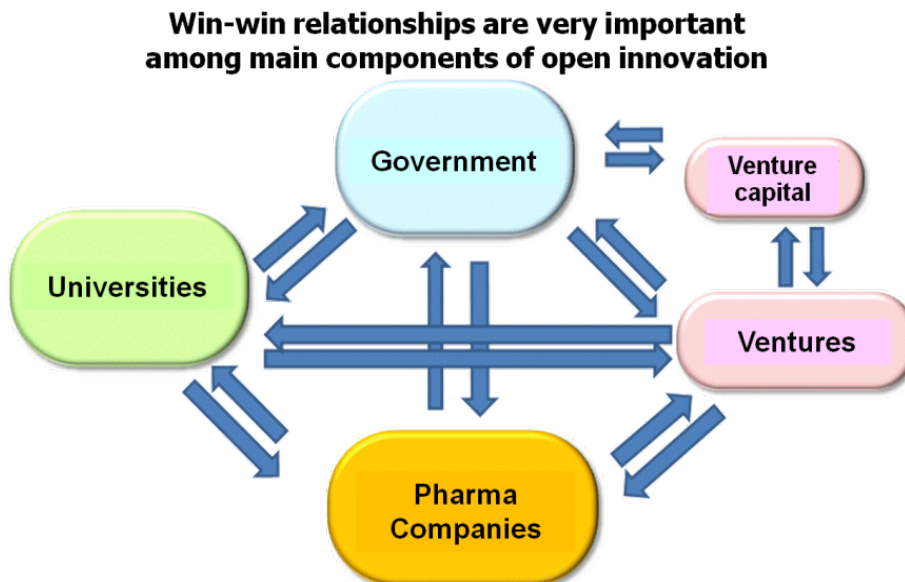 Win-win relationships are very important
among main components of open innovation
Government
Venture
capital
Universities
Ventures
Pharma
Companies